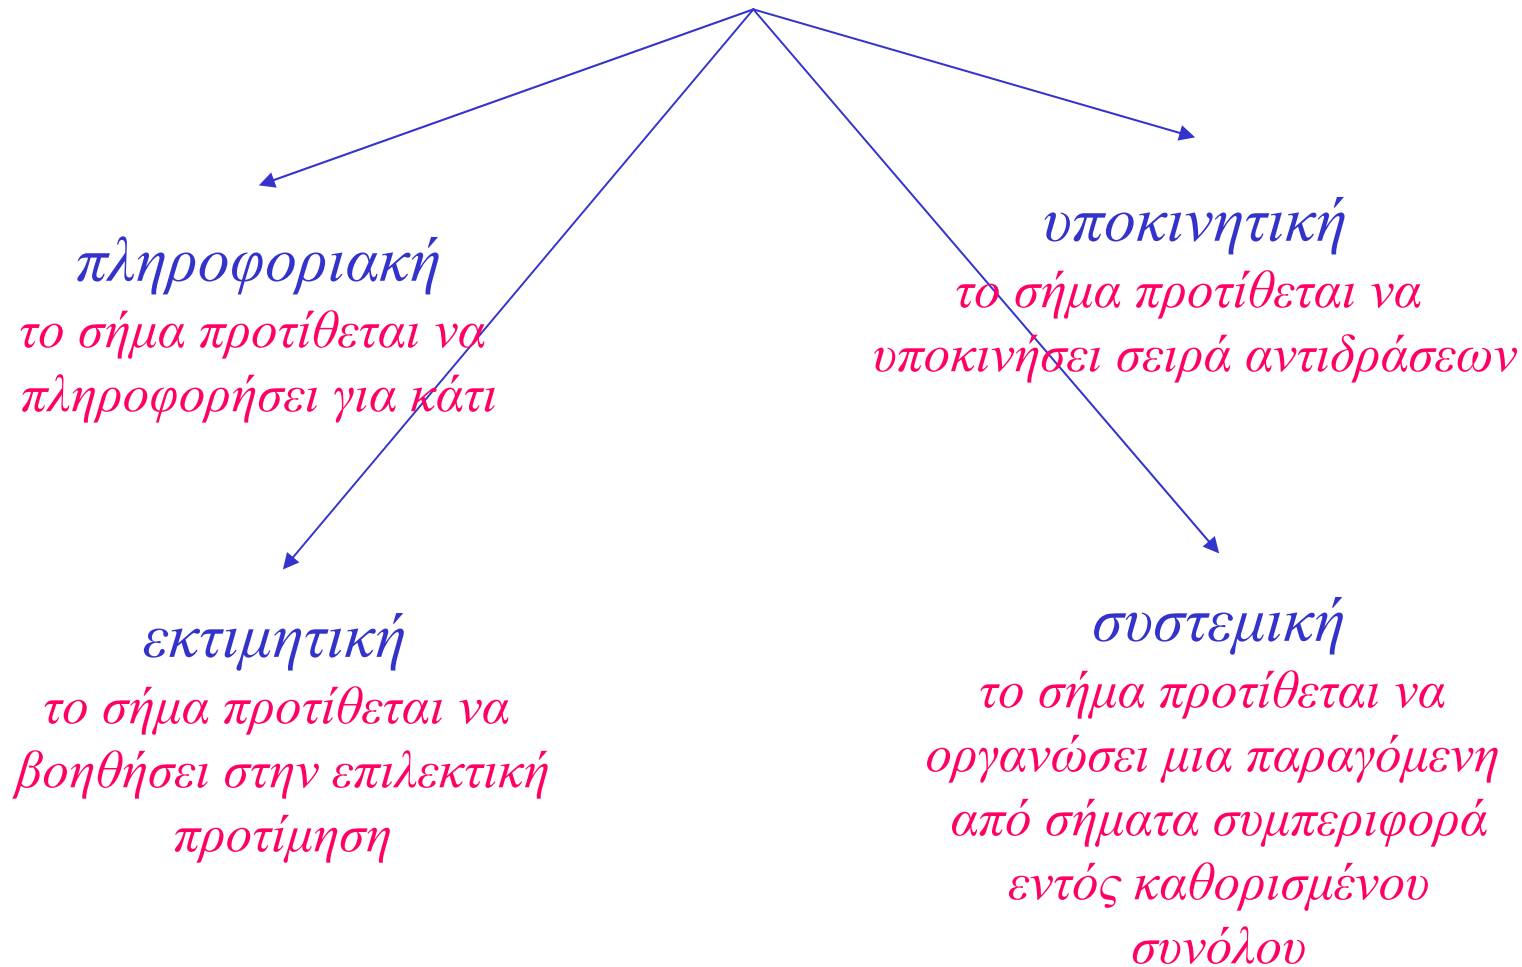 πληροφοριακή
το σήμα προτίθεται να
πληροφορήσει για κάτι
υποκινητική
το σήμα προτίθεται να
υποκινήσει σειρά αντιδράσεων
εκτιμητική
το σήμα προτίθεται να
βοηθήσει στην επιλεκτική
προτίμηση
συστεμική
το σήμα προτίθεται να
οργανώσει μια παραγόμενη
από σήματα συμπεριφορά
εντός καθορισμένου
συνόλου